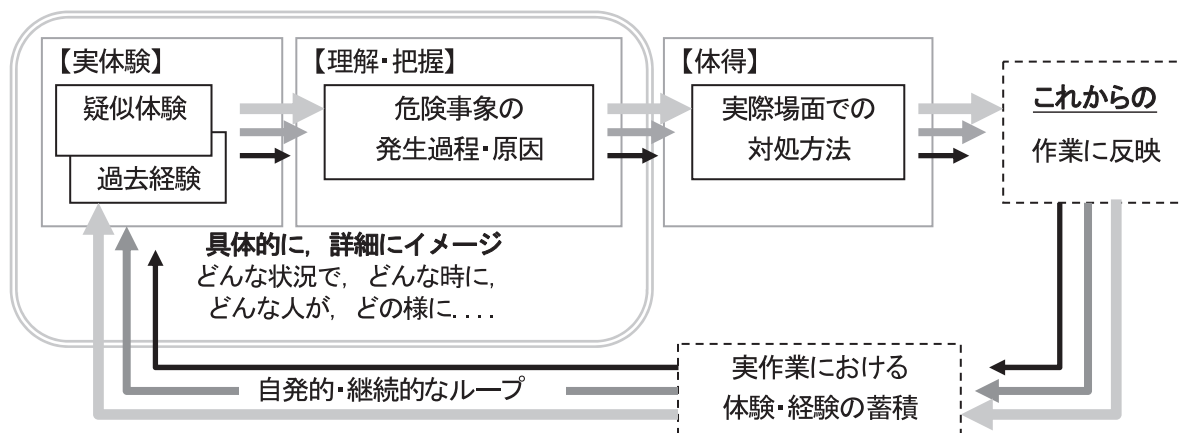 【実体験】
疑似体験
過去経験
【理解・把握】
危険事象の
発生過程・原因
【体得】
実際場面での
対処方法
これからの
作業に反映
具体的に，詳細にイメージ
どんな状況で，どんな時に，
どんな人が，どの様に．．．．
実作業における
体験・経験の蓄積
自発的・継続的なループ